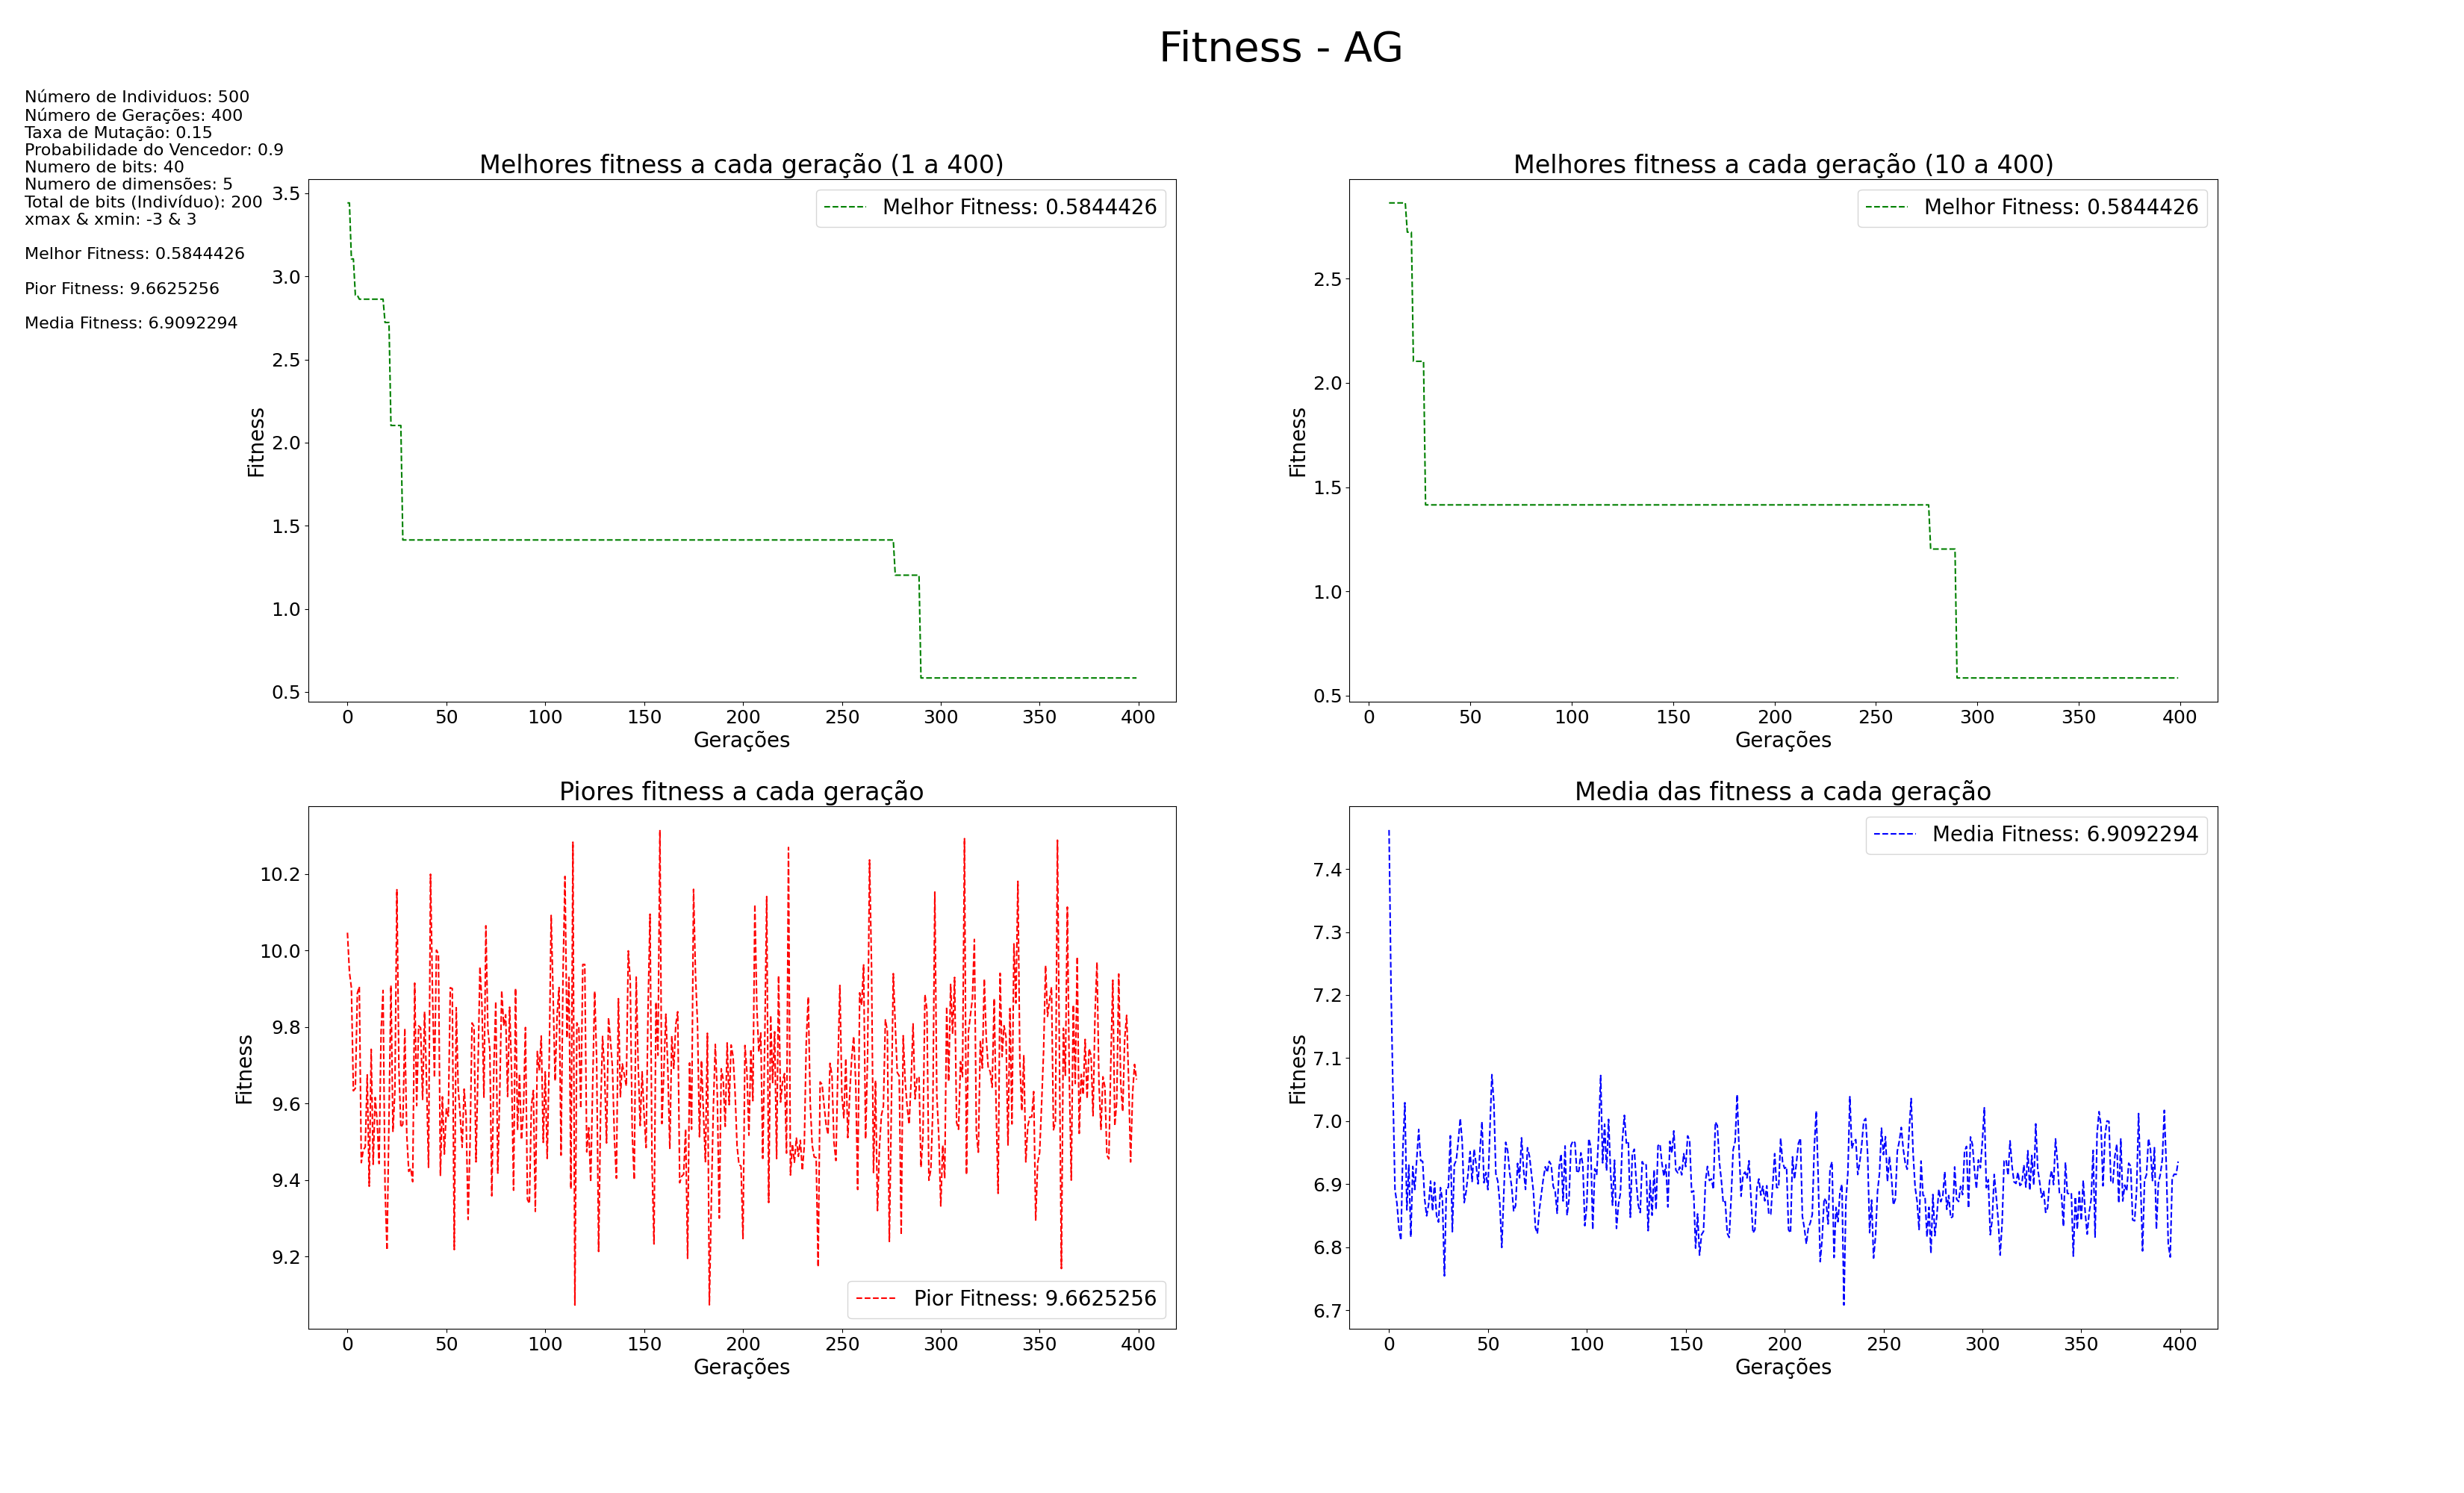 Fitness - AG
Número de Individuos: 500
Número de Gerações: 400
Taxa de Mutação: 0.15
Probabilidade do Vencedor: 0.9
Numero de bits: 40
Numero de dimensões: 5
Total de bits (Indivíduo): 200
xmax & xmin: -3 & 3
Melhor Fitness: 0.5844426
Pior Fitness: 9.6625256
Media Fitness: 6.9092294
Melhores fitness a cada geração (1 a 400)
Melhor Fitness: 0.5844426
Fitness
3.5
3.0
2.5
2.0
1.5
1.0
0.5
0 50 100 150 200 250 300 350 400
Gerações
Melhores fitness a cada geração (10 a 400)
Melhor Fitness: 0.5844426
Fitness
2.5
2.0
1.5
1.0
0.5
0 50 100 150 200 250 300 350 400
Gerações
Piores fitness a cada geração
Fitness
10.2
10.0
9.8
9.6
9.4
9.2
Pior Fitness: 9.6625256
0 50 100 150 200 250 300 350 400
Gerações
Media das fitness a cada geração
Media Fitness: 6.9092294
Fitness
7.4
7.3
7.2
7.1
7.0
6.9
6.8
6.7
0 50 100 150 200 250 300 350 400
Gerações